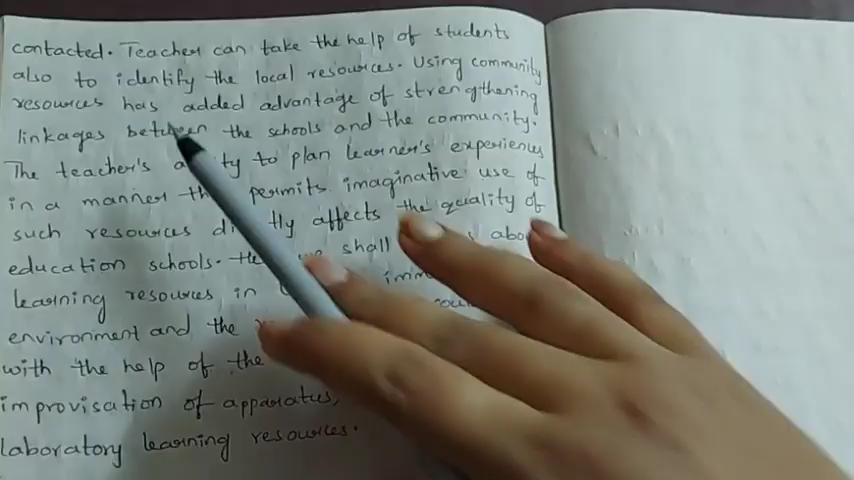 contacted. Teacher can take the help of students
also to identify the local resources. Using community
resources has added advantage of strengthening
linkages between the schools and the community.
The teacher's to plan learner's experiences
in a manner permits imaginative use of
such resources affects the quality of
education schools. shall
learning resources in
environment and the
with the help of the
improvisation of apparatus,
laboratory learning resources.